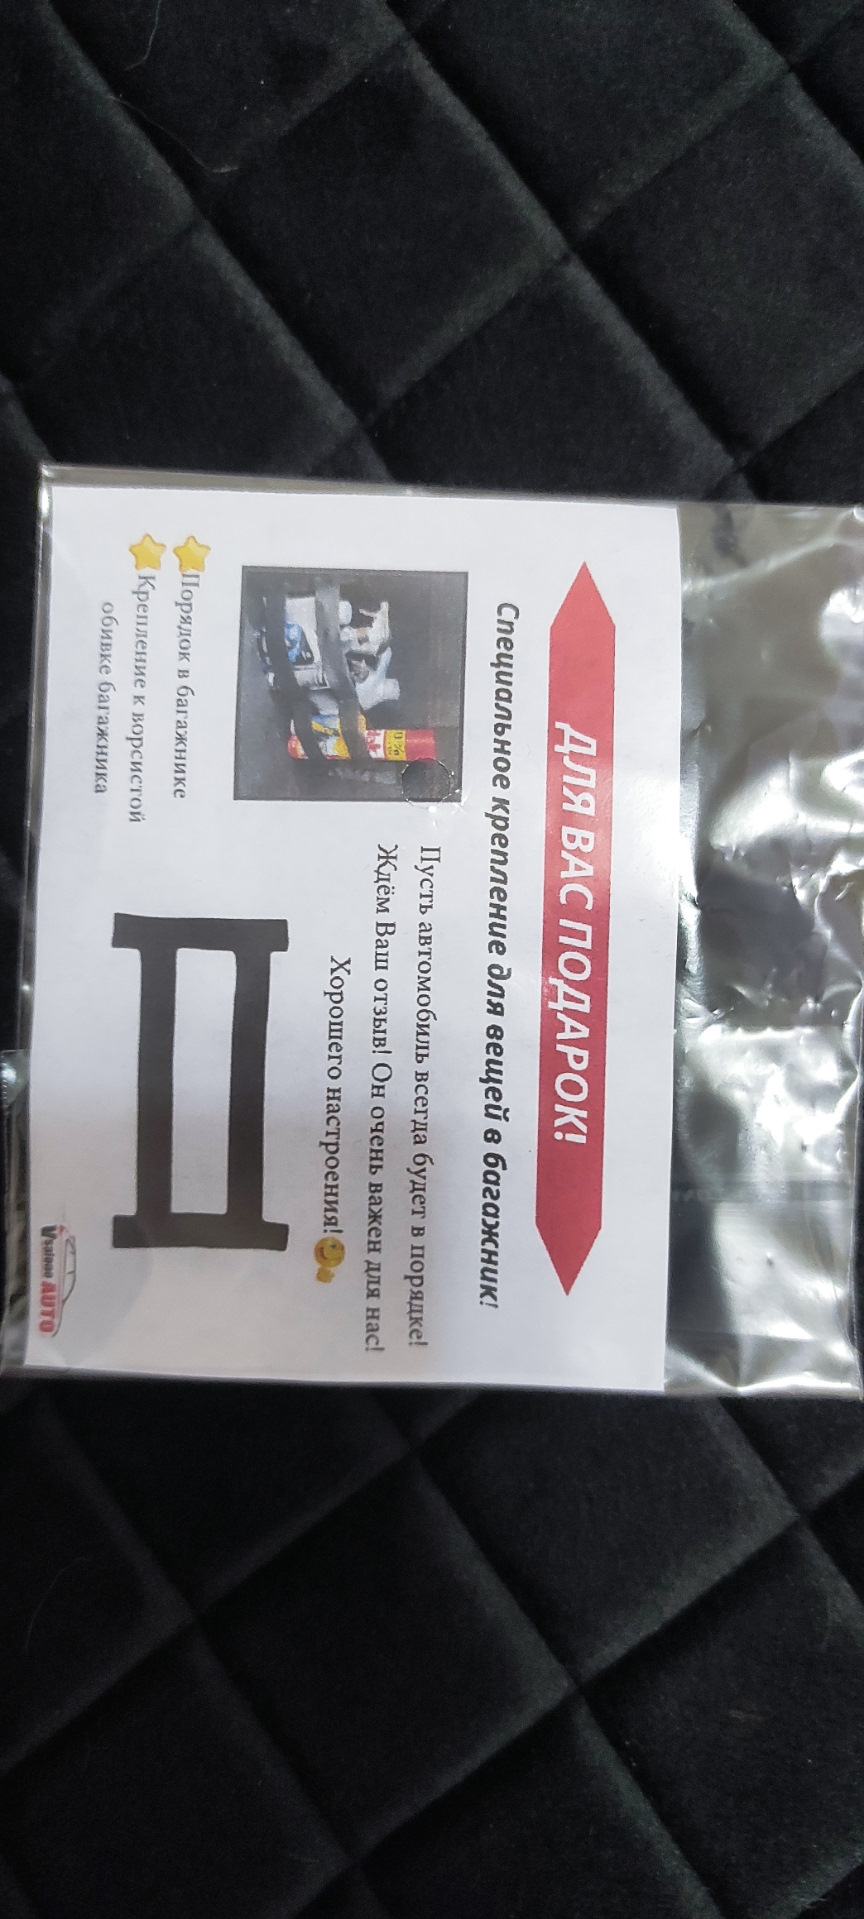 ДЛЯ ВАС ПОДАРОК!
Специальное крепление для вещей в багажник!
Пусть автомобиль всегда будет в порядке!
Ждём Ваш отзыв! Он очень важен для нас!
Хорошего настроения!
Порядок в багажнике
Крепление к ворсистой
обивке багажника
Vsalone AUTO